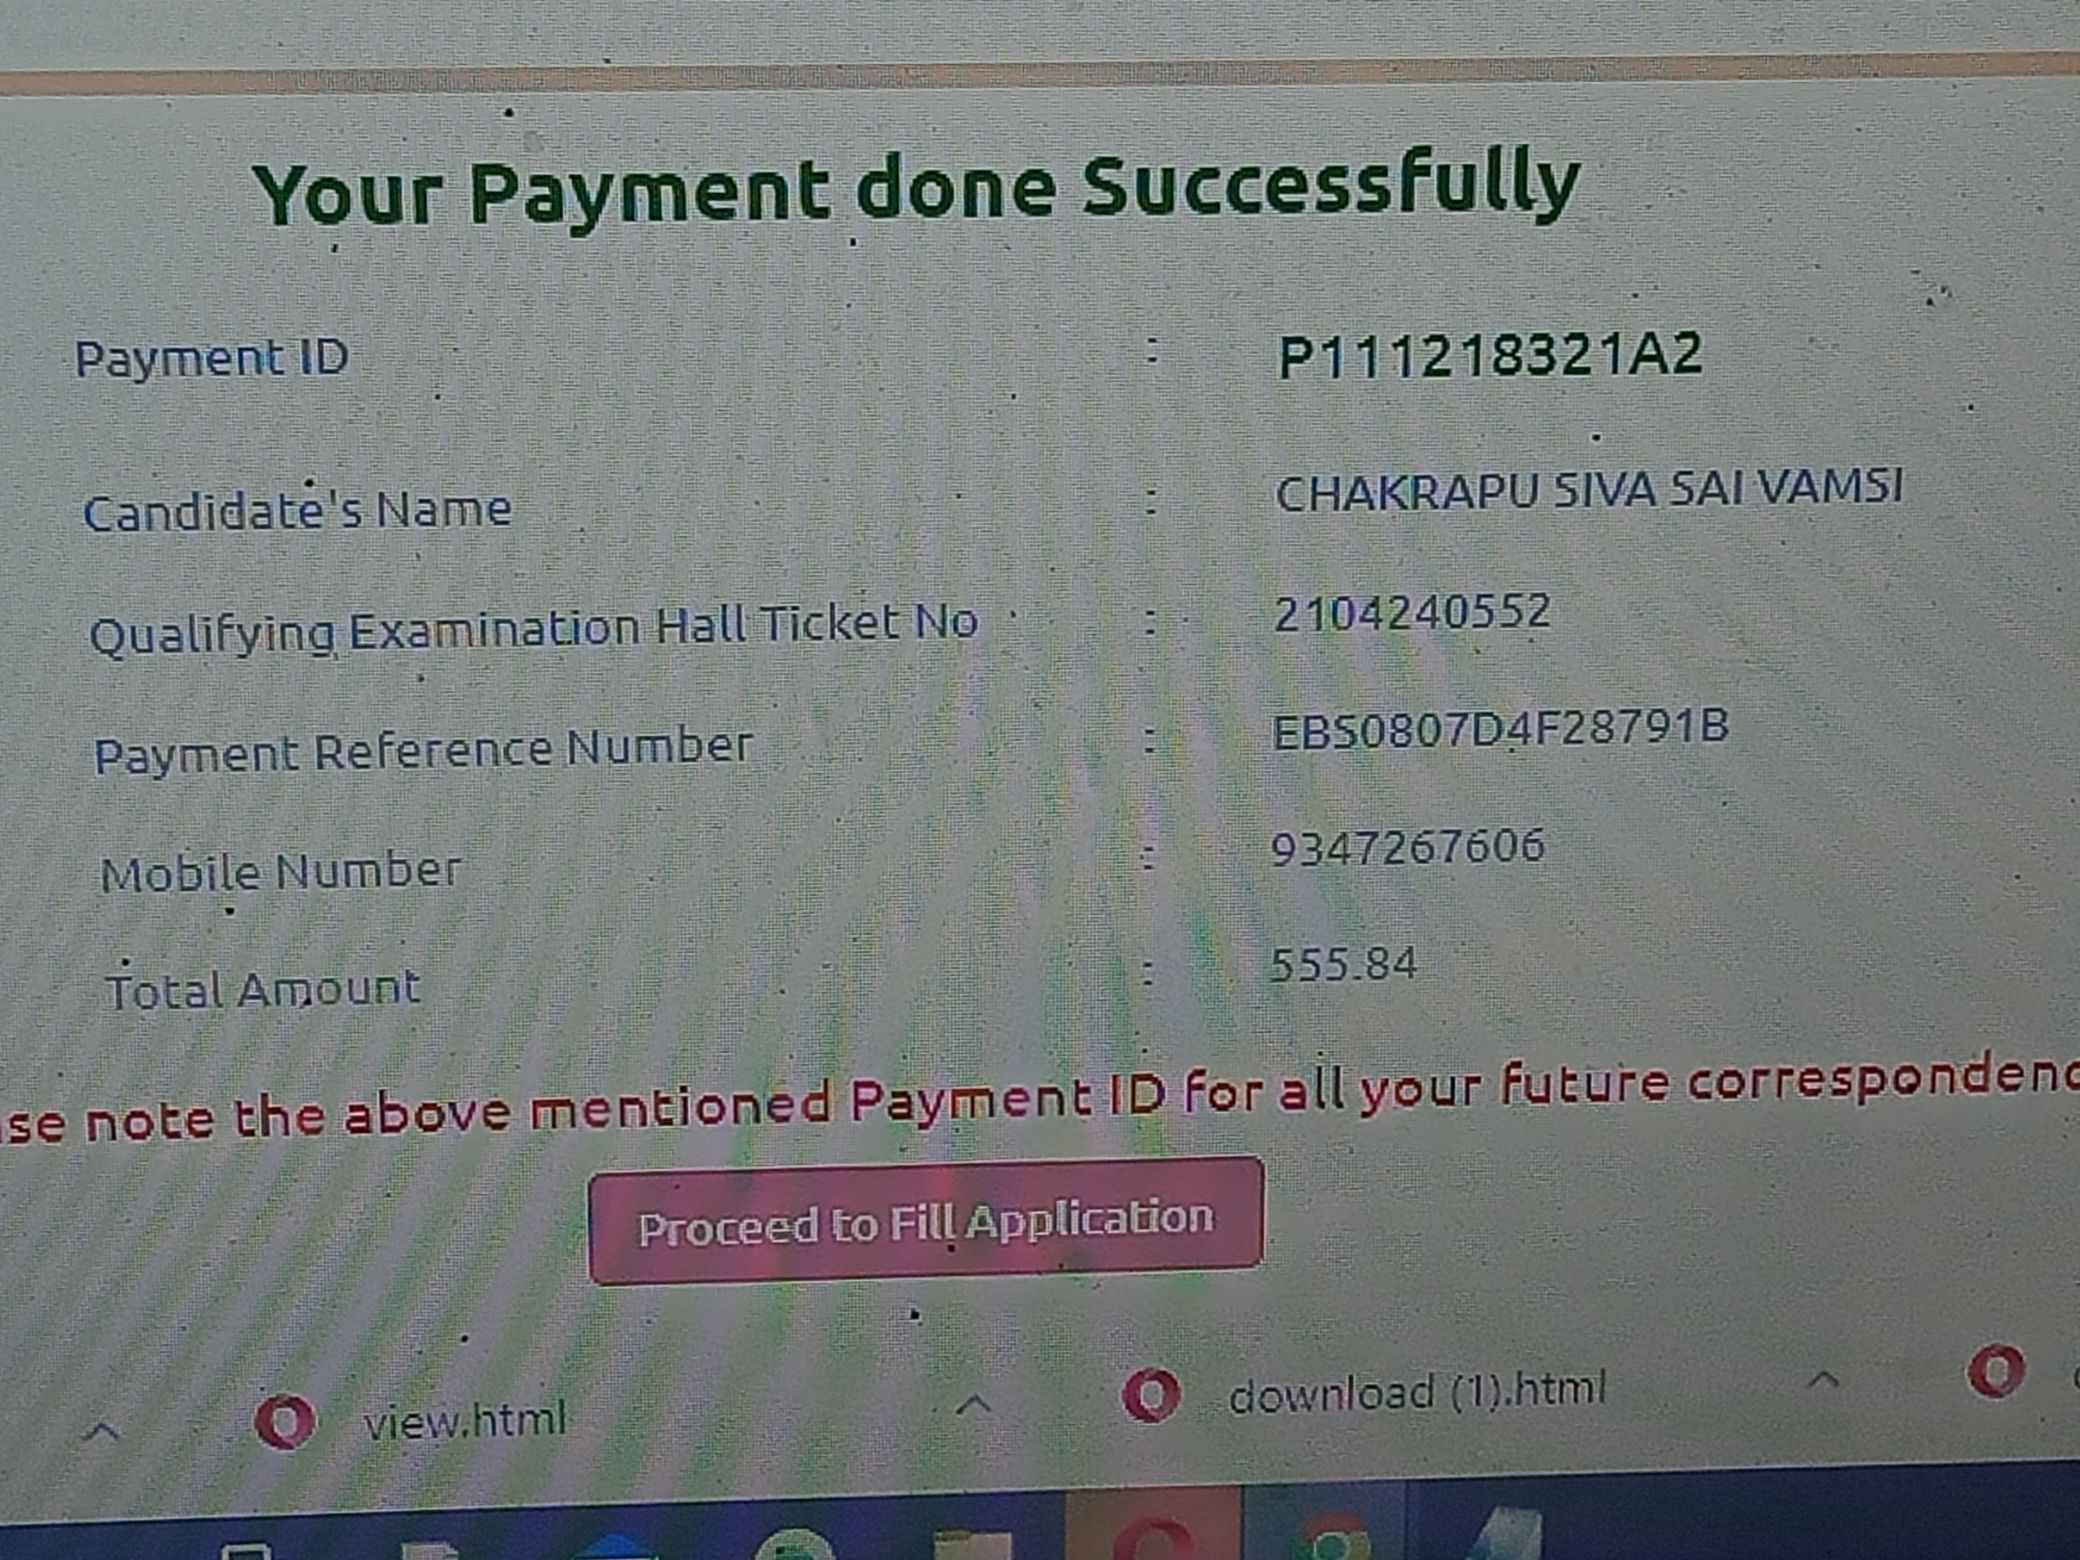 Your Payment done Successfully
Payment ID : P111218321A2
Candidate's Name : CHAKRAPU SIVA SAI VAMSI
Qualifying Examination Hall Ticket No : 2104240552
Payment Reference Number : EBS0807D4F28791B
Mobile Number : 9347267606
Total Amount : 555.84
se note the above mentioned Payment ID for all your future correspondenc
Proceed to Fill Application
view.html
download (1).html